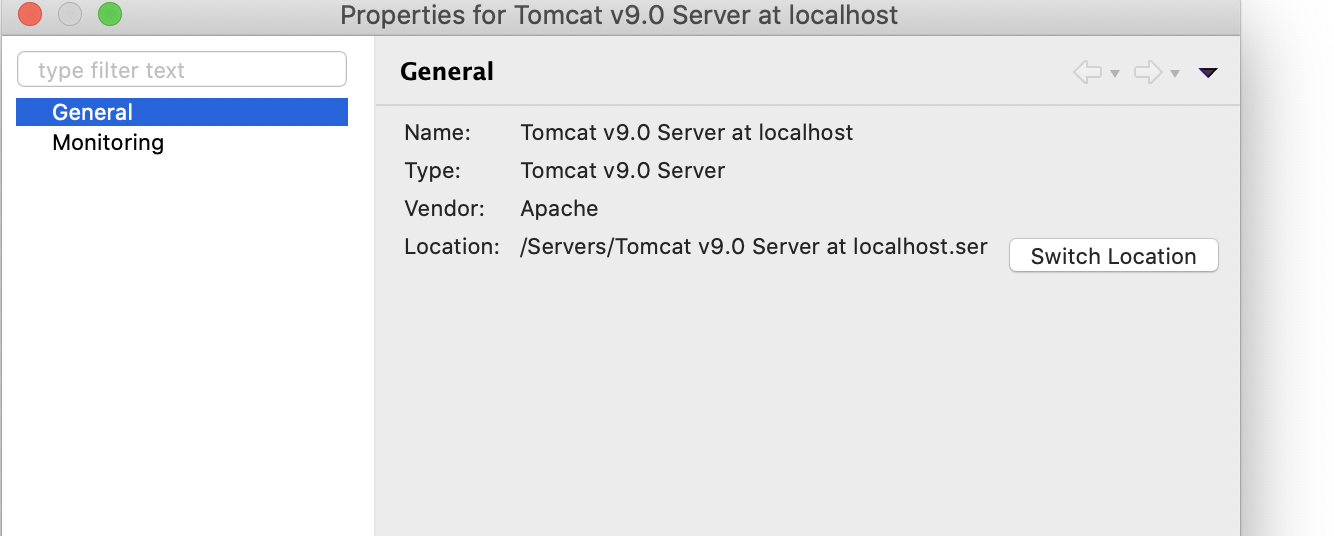 Properties for Tomcat v9.0 Server at localhost
type filter text
General
Monitoring
General
Name: Tomcat v9.0 Server at localhost
Type: Tomcat v9.0 Server
Vendor: Apache
Location: /Servers/Tomcat v9.0 Server at localhost.ser
Switch Location